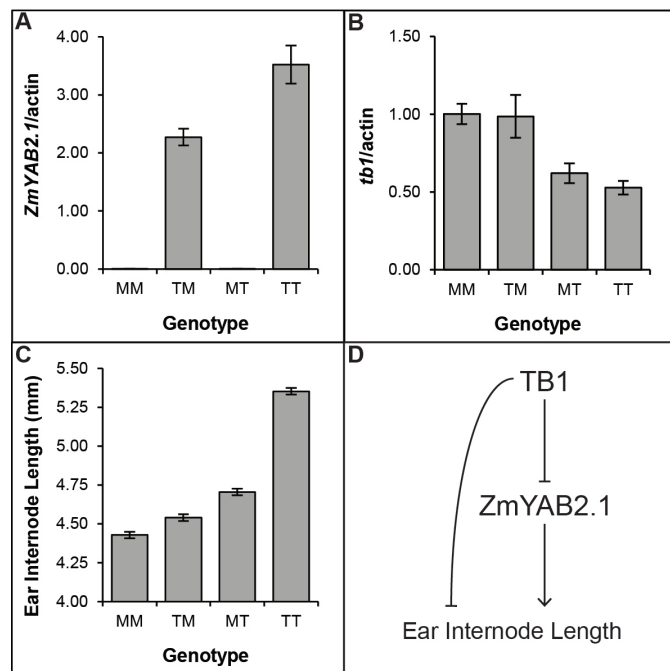 A
ZmYAB2.1/actin
4.00
3.00
2.00
1.00
0.00
MM TM MT TT
Genotype
B
tb1/actin
1.50
1.00
0.50
0.00
MM TM MT TT
Genotype
C
Ear Internode Length (mm)
5.50
5.25
5.00
4.75
4.50
4.25
4.00
MM TM MT TT
Genotype
D
TB1
ZmYAB2.1
Ear Internode Length